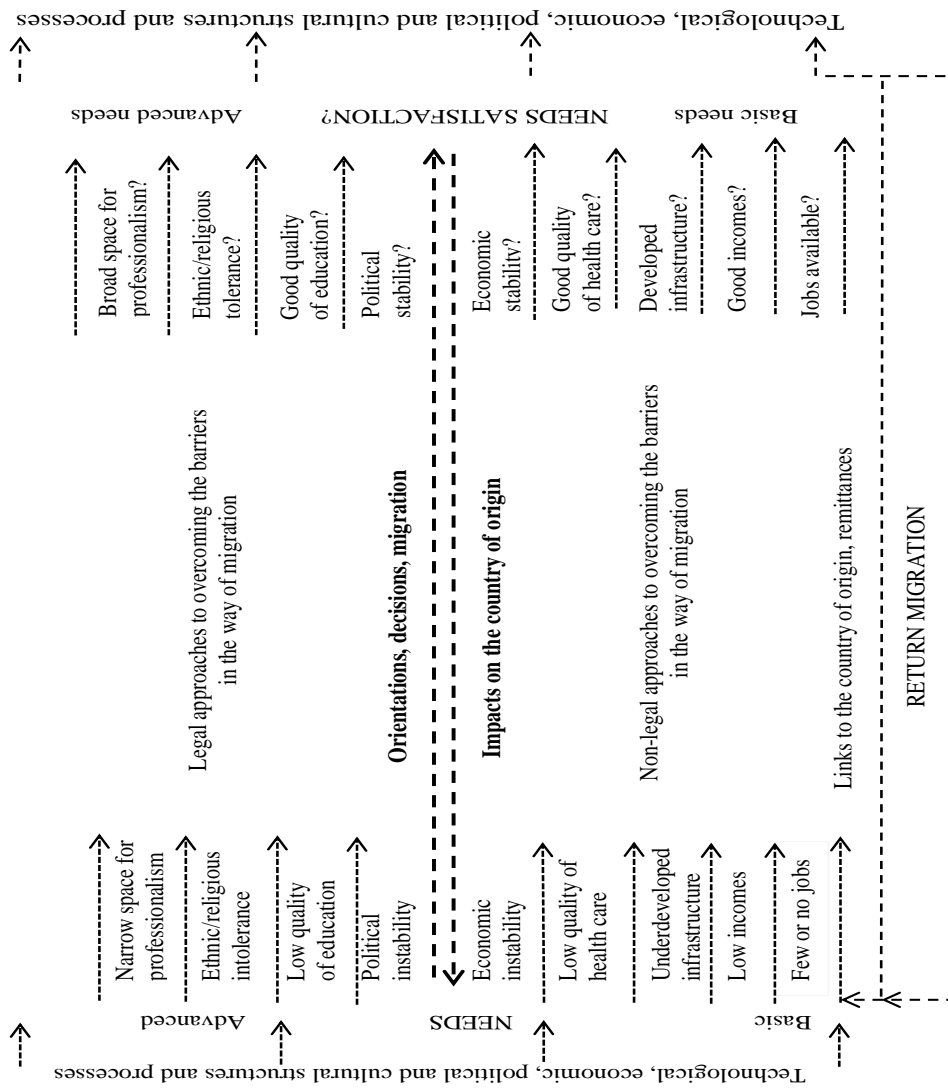 Technological, economic, political and cultural structures and processes
Advanced
NEEDS
Basic
Narrow space for
professionalism
Ethnic/religious
intolerance
Low quality
of education
Political
instability
Economic
instability
Low quality of
health care
Underdeveloped
infrastructure
Low incomes
Few or no jobs
Legal approaches to overcoming the barriers
in the way of migration
Orientations, decisions, migration
Impacts on the country of origin
Non-legal approaches to overcoming the barriers
in the way of migration
Links to the country of origin, remittances
RETURN MIGRATION
Broad space for
professionalism?
Ethnic/religious
tolerance?
Good quality
of education?
Political
stability?
Economic
stability?
Good quality
of health care?
Developed
infrastructure?
Good incomes?
Jobs available?
Advanced needs
NEEDS SATISFACTION?
Basic needs
Technological, economic, political and cultural structures and processes